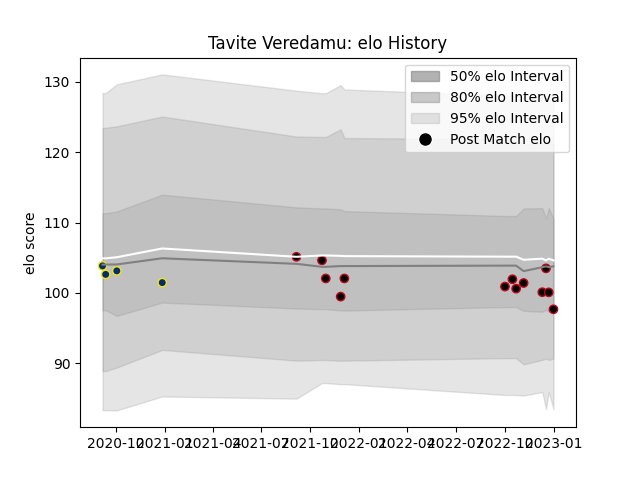 Tavite Veredamu: elo History
50% elo Interval
80% elo Interval
95% elo Interval
Post Match elo
elo score
130
120
110
100
90
2020-10 2021-01 2021-04 2021-07 2021-10 2022-01 2022-04 2022-07 2022-10 2023-01